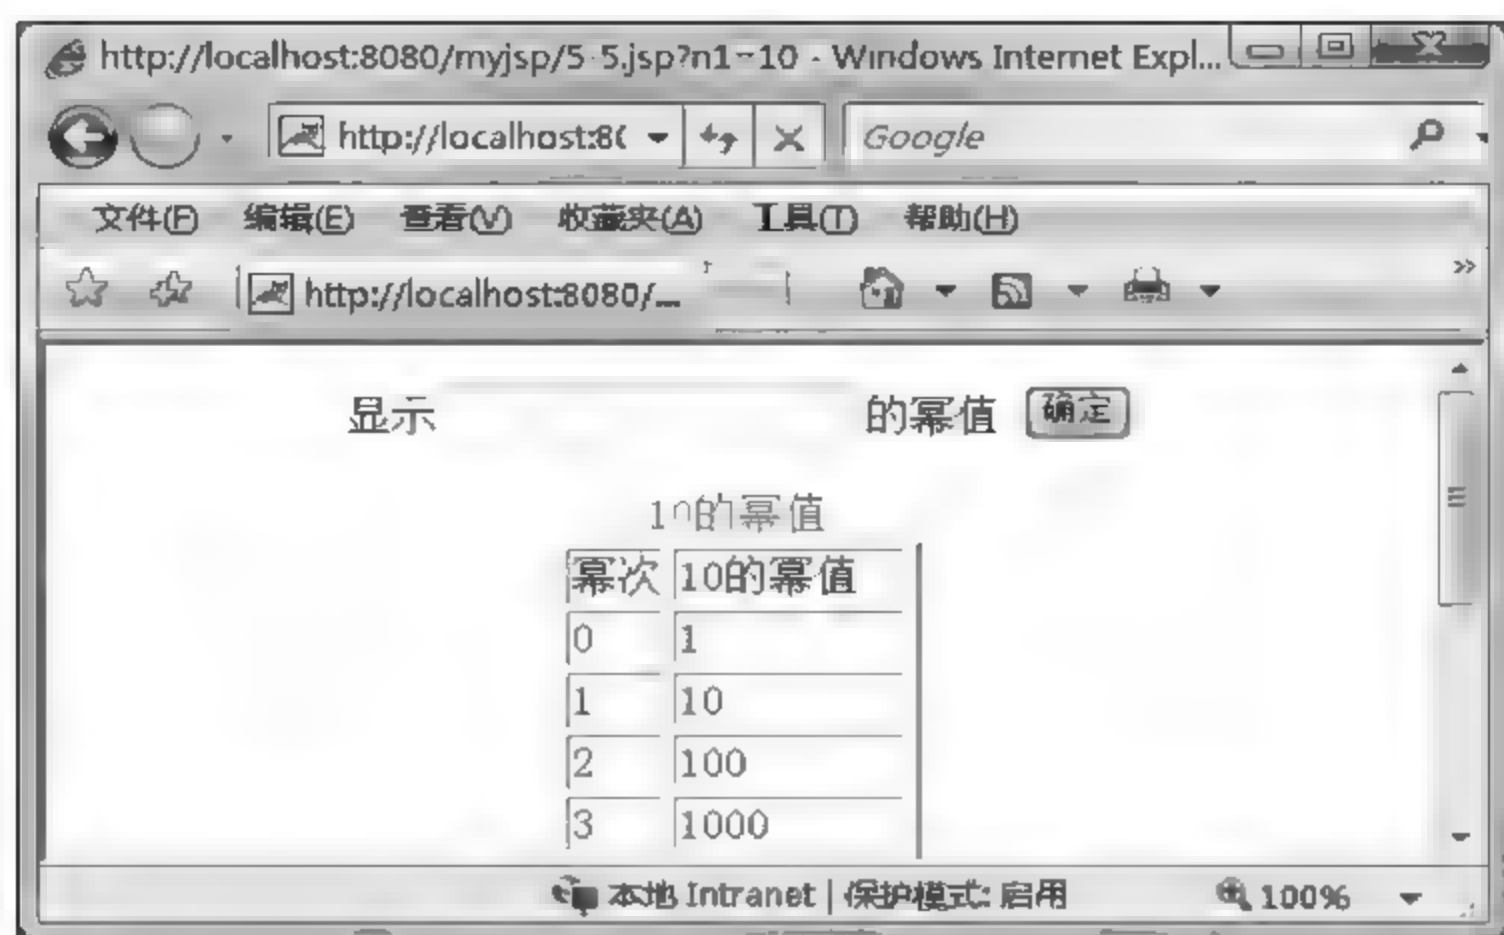 http://localhost:8080/myjsp/5-5.jsp?n1=10 - Windows Internet Expl...
http://localhost:8( Google
文件(F) 编辑(E) 查看(V) 收藏夹(A) 工具(T) 帮助(H)
http://localhost:8080/...
显示 的幂值 确定
10的幂值
幂次 10的幂值
0 1
1 10
2 100
3 1000
本地 Intranet | 保护模式: 启用 100%